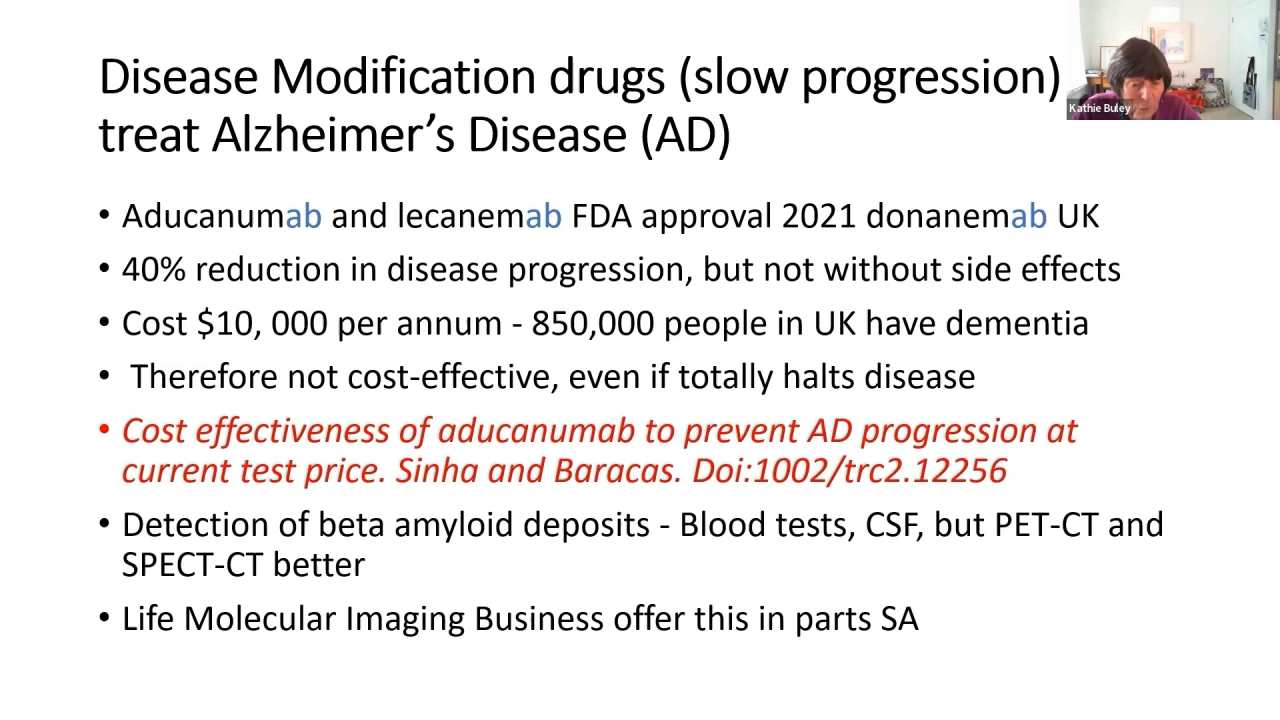 Disease Modification drugs (slow progression)
treat Alzheimer’s Disease (AD)
Kathie Buley
• Aducanumab and lecanemab FDA approval 2021 donanemab UK
• 40% reduction in disease progression, but not without side effects
• Cost $10, 000 per annum - 850,000 people in UK have dementia
• Therefore not cost-effective, even if totally halts disease
• Cost effectiveness of aducanumab to prevent AD progression at
current test price. Sinha and Baracas. Doi:1002/trc2.12256
• Detection of beta amyloid deposits - Blood tests, CSF, but PET-CT and
SPECT-CT better
• Life Molecular Imaging Business offer this in parts SA